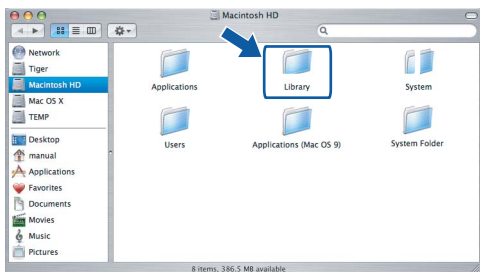 Macintosh HD
Network
Tiger
Macintosh HD
Mac OS X
TEMP
Desktop
manual
Applications
Favorites
Documents
Movies
Music
Pictures
Applications
Library
System
Users
Applications (Mac OS 9)
System Folder
8 items, 386.5 MB available